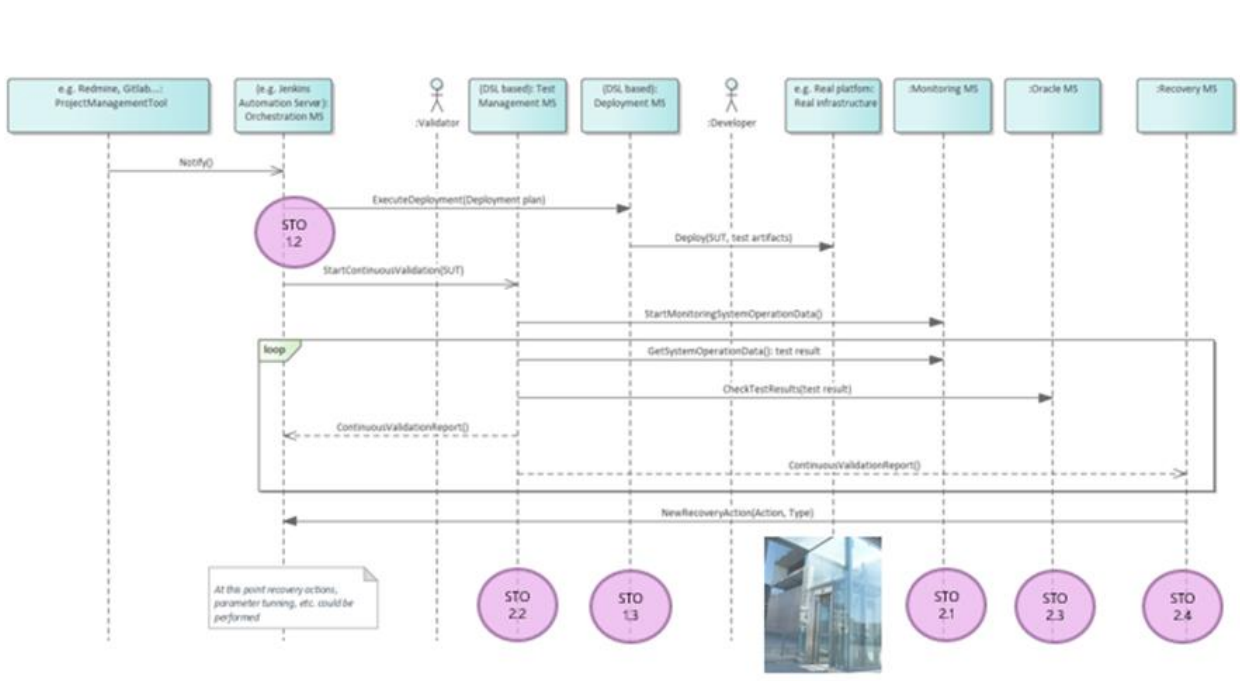 e.g. Redmine, Gitlab...:
ProjectManagementTool
(e.g. Jenkins
Automation Server):
Orchestration MS
:Validator
(DSL based): Test
Management MS
(DSL based):
Deployment MS
:Developer
e.g. Real platfom:
Real infrastructure
:Monitoring MS
:Oracle MS
:Recovery MS
Notify()
ExecuteDeployment(Deployment plan)
STO
1.2
Deploy(SUT, test artifacts)
StartContinuousValidation(SUT)
StartMonitoringSystemOperationData()
loop
GetSystemOperationData(): test result
CheckTestResults(test result)
ContinuousValidationReport()
ContinuousValidationReport()
NewRecoveryAction(Action, Type)
At this point recovery actions,
parameter tunning, etc. could be
performed
STO
2.2
STO
1.3
STO
2.1
STO
2.3
STO
2.4